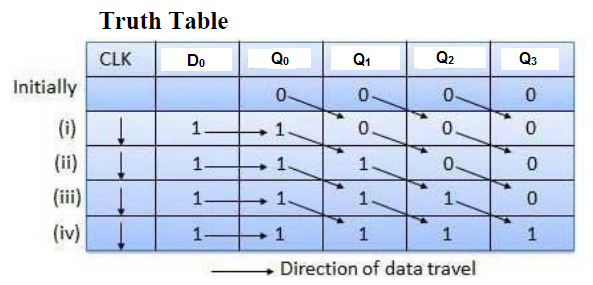 Truth Table
CLK D₀ Q₀ Q₁ Q₂ Q₃
Initially 0 0 0 0
(i) 1 1 0 0 0
(ii) 1 1 1 0 0
(iii) 1 1 1 1 0
(iv) 1 1 1 1 1
Direction of data travel